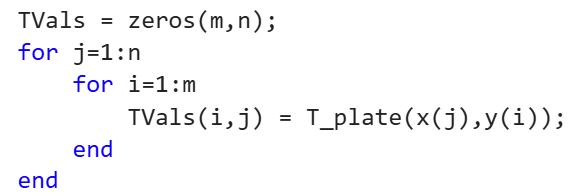 TVals = zeros(m,n);
for j=1:n
    for i=1:m
        TVals(i,j) = T_plate(x(j),y(i));
    end
end